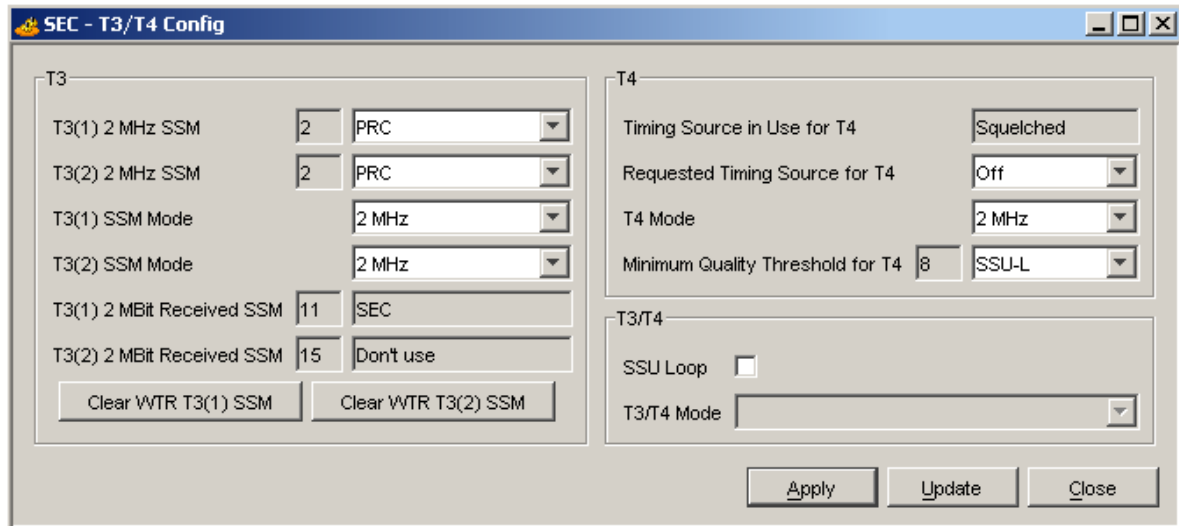 SEC - T3/T4 Config
T3
T3(1) 2 MHz SSM 2 PRC
T3(2) 2 MHz SSM 2 PRC
T3(1) SSM Mode 2 MHz
T3(2) SSM Mode 2 MHz
T3(1) 2 MBit Received SSM 11 SEC
T3(2) 2 MBit Received SSM 15 Don't use
Clear WTR T3(1) SSM Clear WTR T3(2) SSM
T4
Timing Source in Use for T4 Squelched
Requested Timing Source for T4 Off
T4 Mode 2 MHz
Minimum Quality Threshold for T4 8 SSU-L
T3/T4
SSU Loop
T3/T4 Mode
Apply Update Close